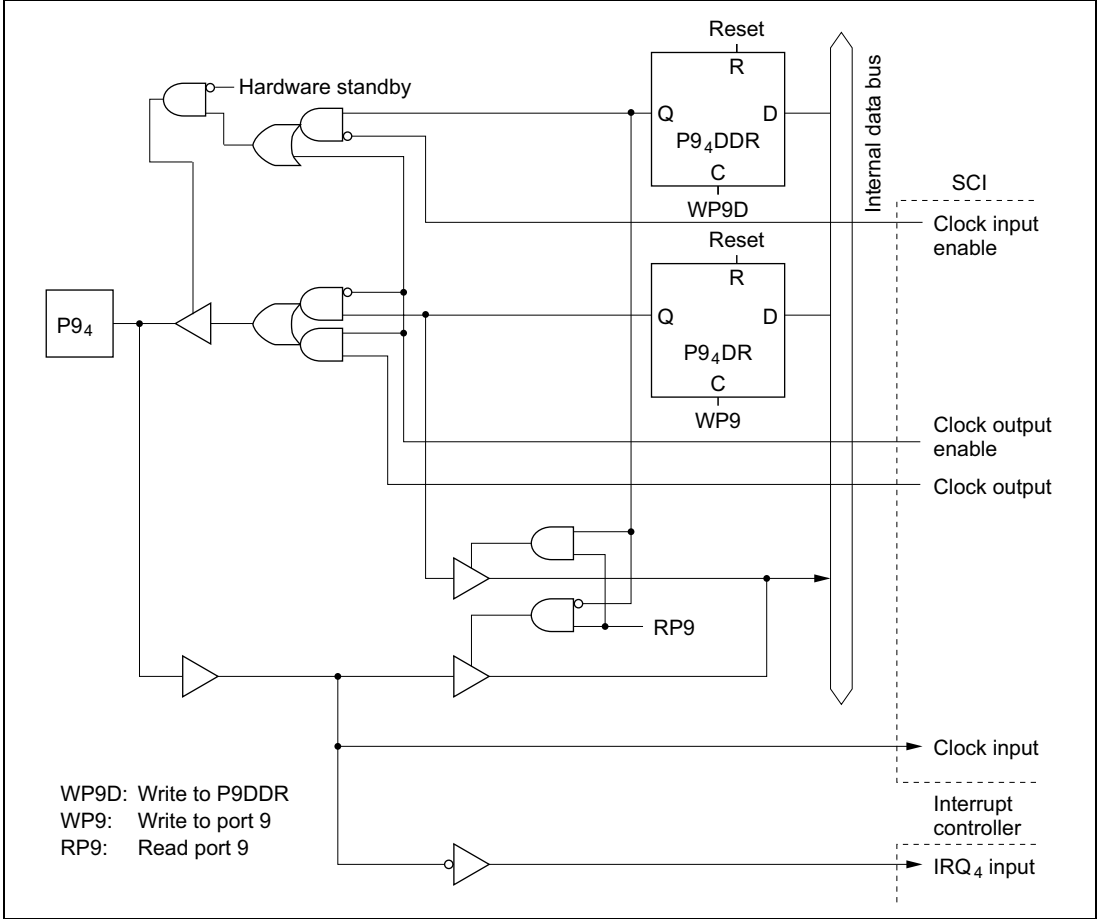 Reset
R
Hardware standby
Q
D
P9₄DDR
C
WP9D
Internal data bus
SCI
Clock input
enable
Reset
R
P9₄
Q
D
P9₄DR
C
WP9
Clock output
enable
Clock output
RP9
Clock input
WP9D: Write to P9DDR
WP9: Write to port 9
RP9: Read port 9
Interrupt
controller
IRQ₄ input